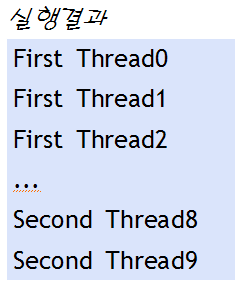 실행결과
First Thread0
First Thread1
First Thread2
...
Second Thread8
Second Thread9